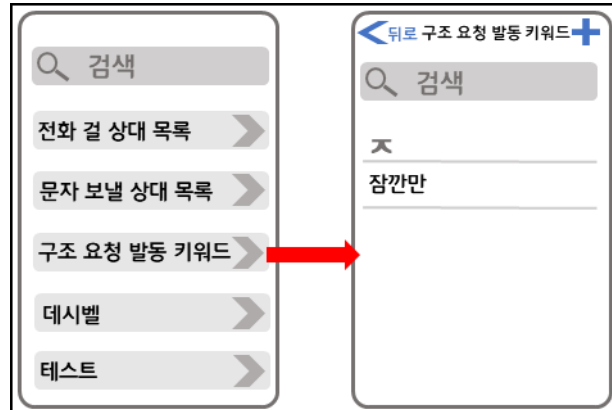 검색
전화 걸 상대 목록
문자 보낼 상대 목록
구조 요청 발동 키워드
데시벨
테스트
뒤로 구조 요청 발동 키워드
검색
ㅈ
잠깐만